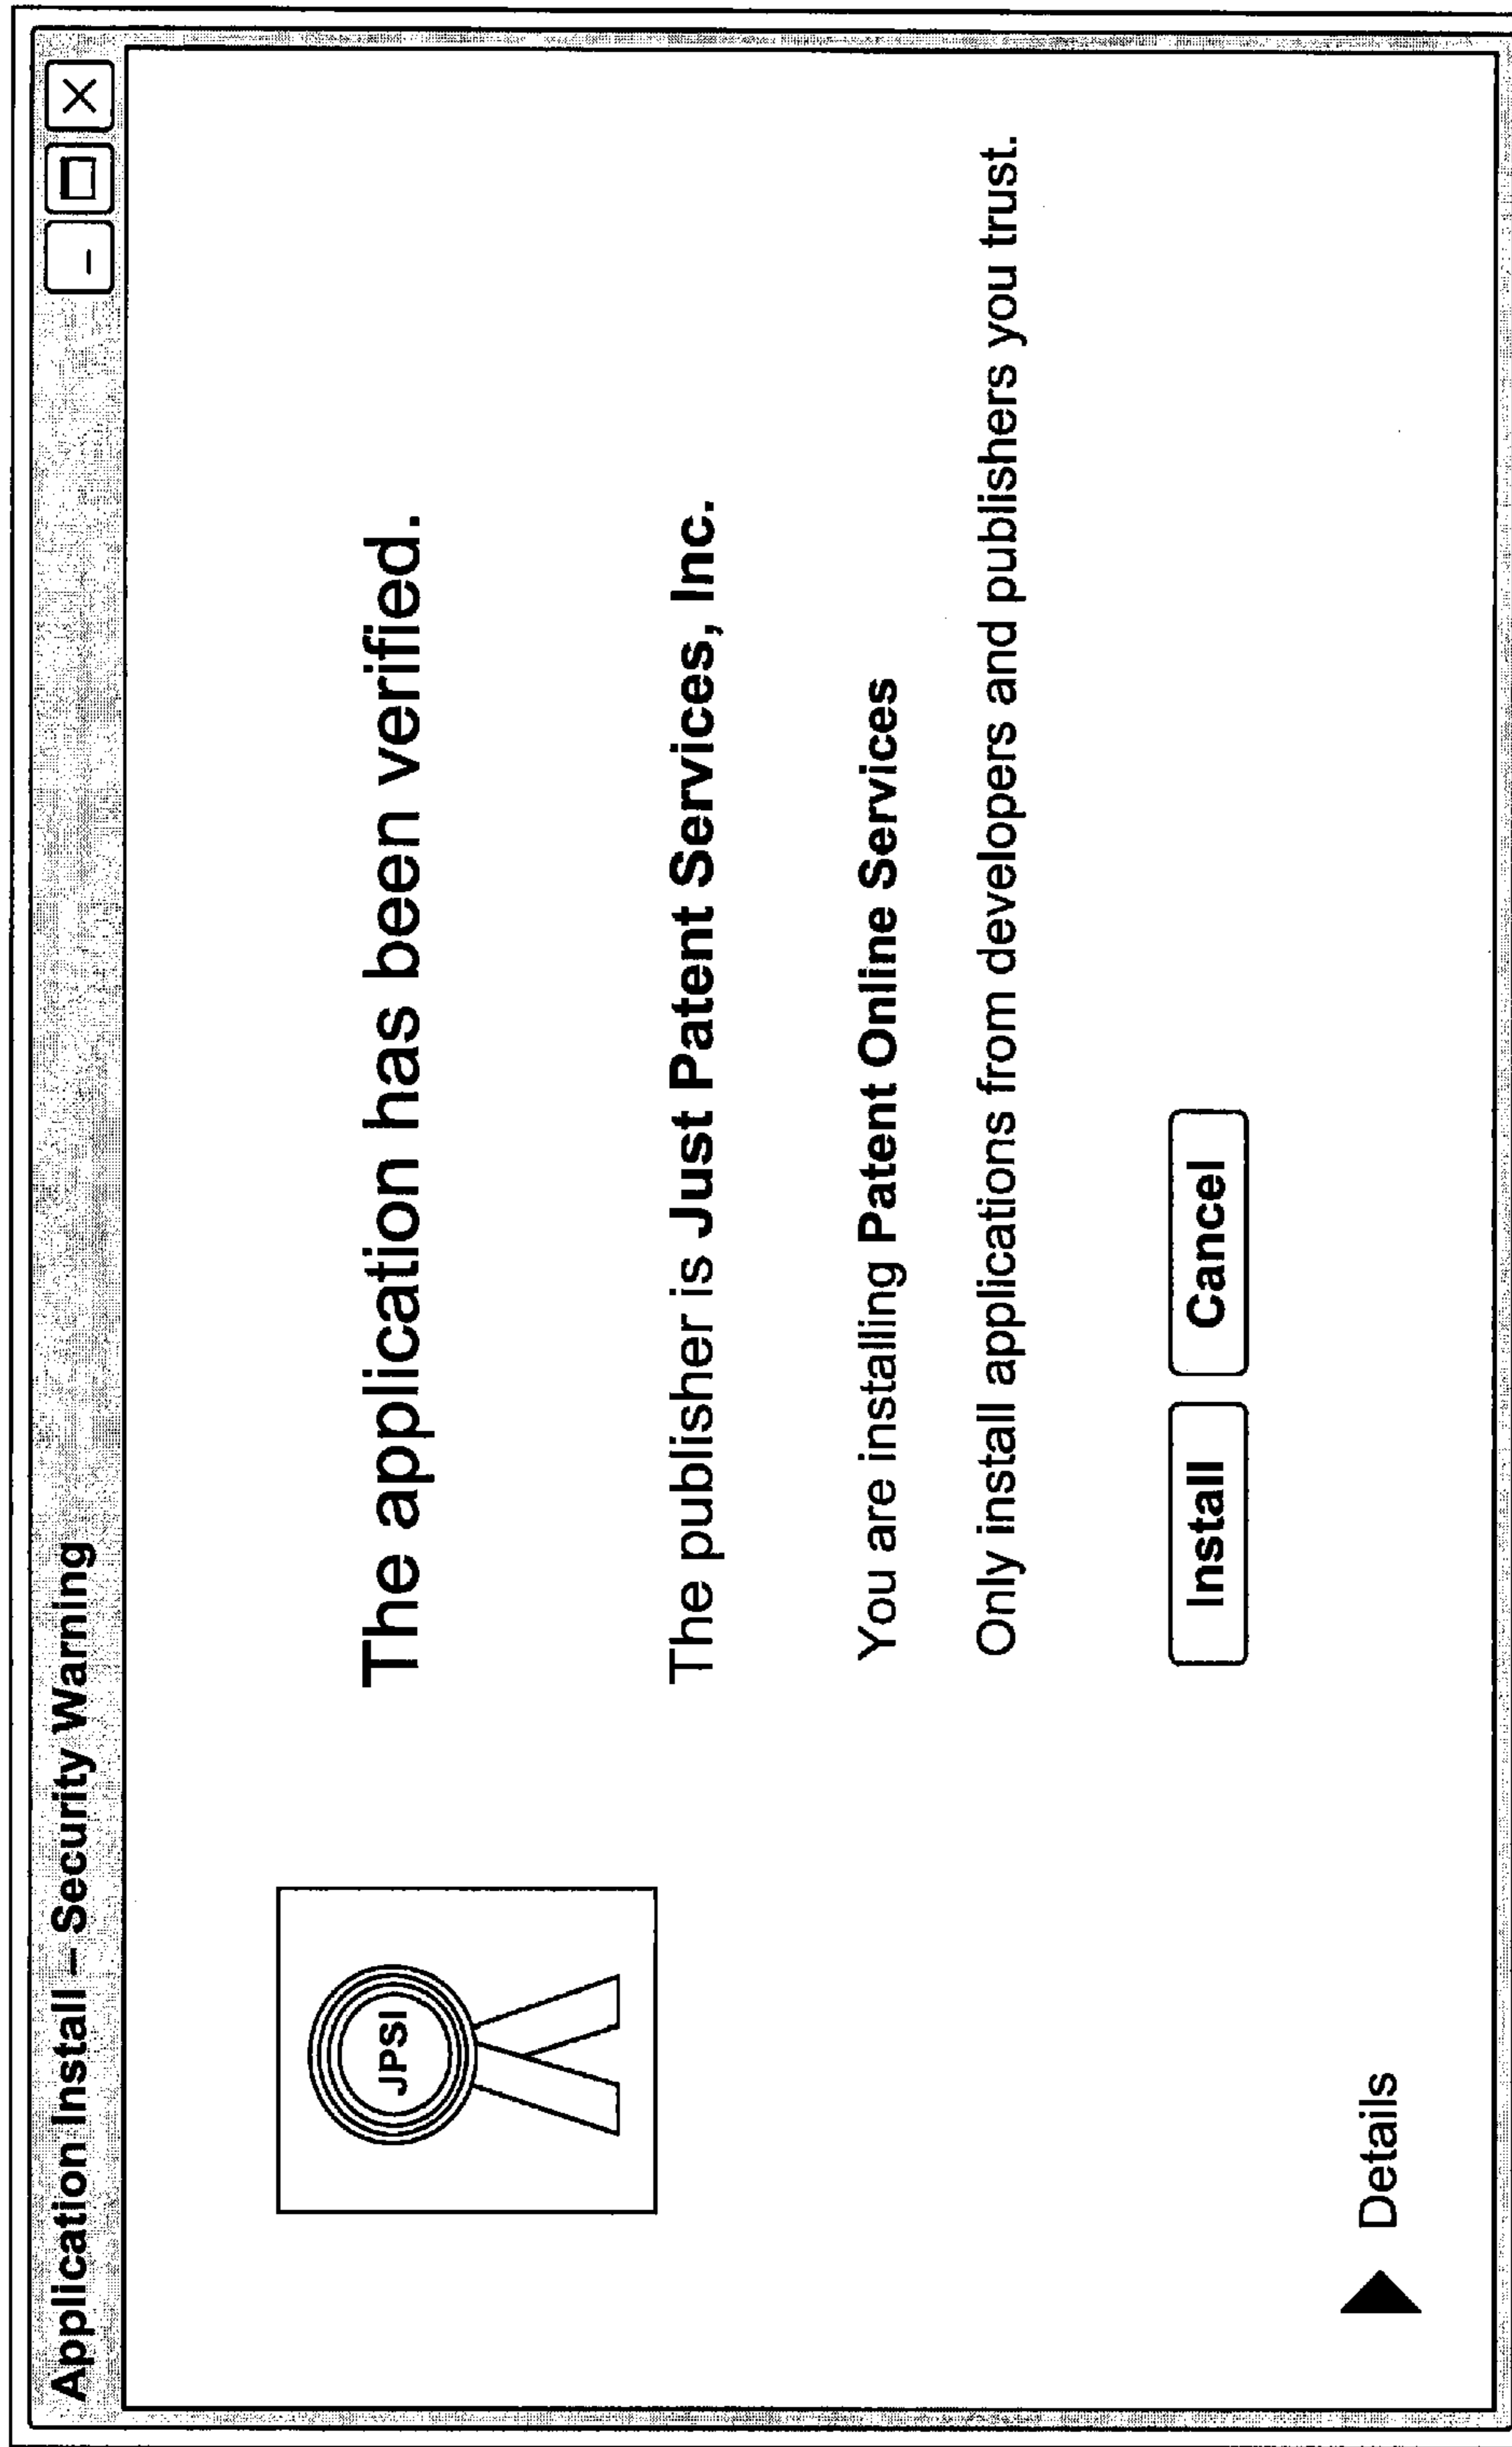 Application Install – Security Warning
JPSI
The application has been verified.
The publisher is Just Patent Services, Inc.
You are installing Patent Online Services
Only install applications from developers and publishers you trust.
Install
Cancel
Details